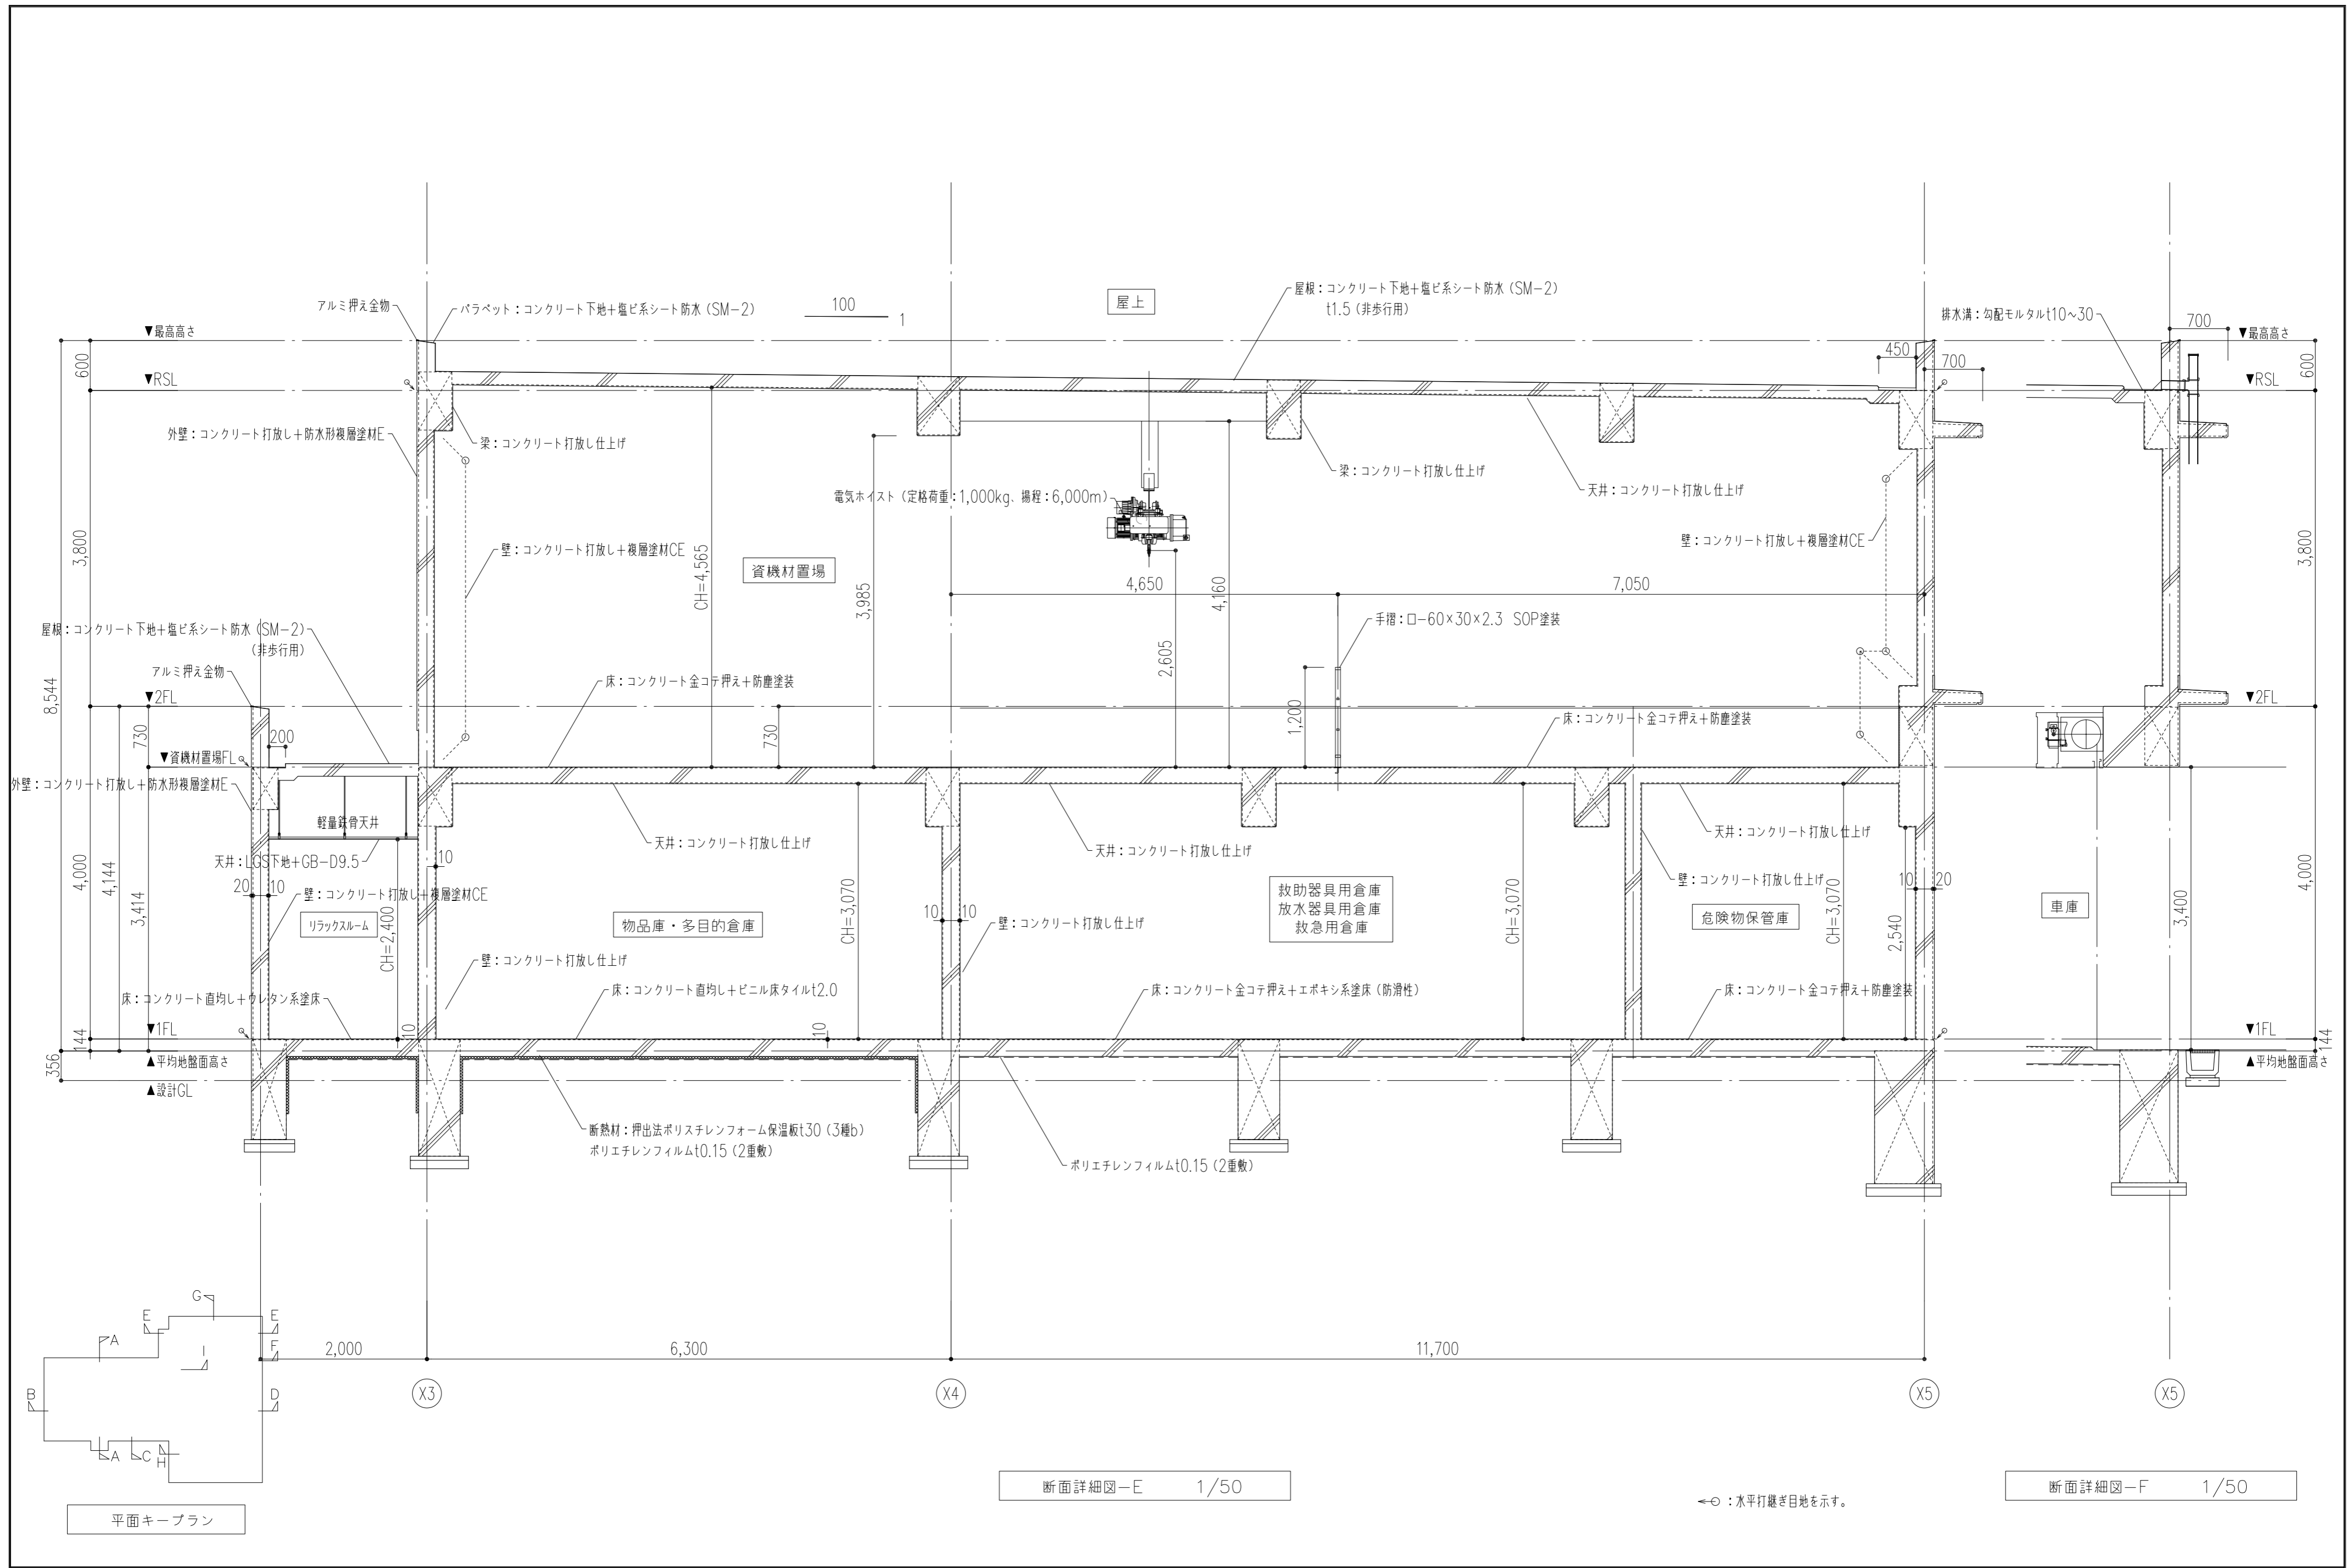 屋上
アルミ押え金物
パラペット：コンクリート下地+塩ビ系シート防水（SM-2）
100
1
屋根：コンクリート下地+塩ビ系シート防水（SM-2）
t1.5（非歩行用）
排水溝：勾配モルタルt10~30
700
▼最高高さ
▼最高高さ
600
450
700
600
▼RSL
▼RSL
外壁：コンクリート打放し+防水形複層塗材E
梁：コンクリート打放し仕上げ
梁：コンクリート打放し仕上げ
天井：コンクリート打放し仕上げ
電気ホイスト（定格荷重：1,000kg、揚程：6,000m）
3,800
壁：コンクリート打放し+複層塗材CE
壁：コンクリート打放し+複層塗材CE
3,800
CH=4,565
資機材置場
3,985
4,160
4,650
7,050
2,605
手摺：ロ-60×30×2.3 SOP塗装
1,200
屋根：コンクリート下地+塩ビ系シート防水（SM-2）
（非歩行用）
アルミ押え金物
8,544
床：コンクリート金コテ押え+防塵塗装
床：コンクリート金コテ押え+防塵塗装
▼2FL
▼2FL
730
200
730
▼資機材置場FL
外壁：コンクリート打放し+防水形複層塗材E
軽量鉄骨天井
天井：LGS下地+GB-D9.5
天井：コンクリート打放し仕上げ
天井：コンクリート打放し仕上げ
天井：コンクリート打放し仕上げ
4,000
4,144
3,414
20
10
10
壁：コンクリート打放し+複層塗材CE
リラックスルーム
CH=2,400
物品庫・多目的倉庫
CH=3,070
10
10
壁：コンクリート打放し仕上げ
救助器具用倉庫
放水器具用倉庫
救急用倉庫
CH=3,070
壁：コンクリート打放し仕上げ
危険物保管庫
CH=3,070
2,540
10
20
車庫
3,400
4,000
壁：コンクリート打放し仕上げ
床：コンクリート直均し+ウレタン系塗床
床：コンクリート直均し+ビニル床タイルt2.0
床：コンクリート金コテ押え+エポキシ系塗床（防滑性）
床：コンクリート金コテ押え+防塵塗装
10
10
▼1FL
▼1FL
144
144
356
▲平均地盤面高さ
▲平均地盤面高さ
▲設計GL
断熱材：押出法ポリスチレンフォーム保温板t30（3種b）
ポリエチレンフィルムt0.15（2重敷）
ポリエチレンフィルムt0.15（2重敷）
2,000
6,300
11,700
X3
X4
X5
X5
G
E
E
A
I
F
B
D
A
C
H
平面キープラン
断面詳細図-E 1/50
：水平打継ぎ目地を示す。
断面詳細図-F 1/50